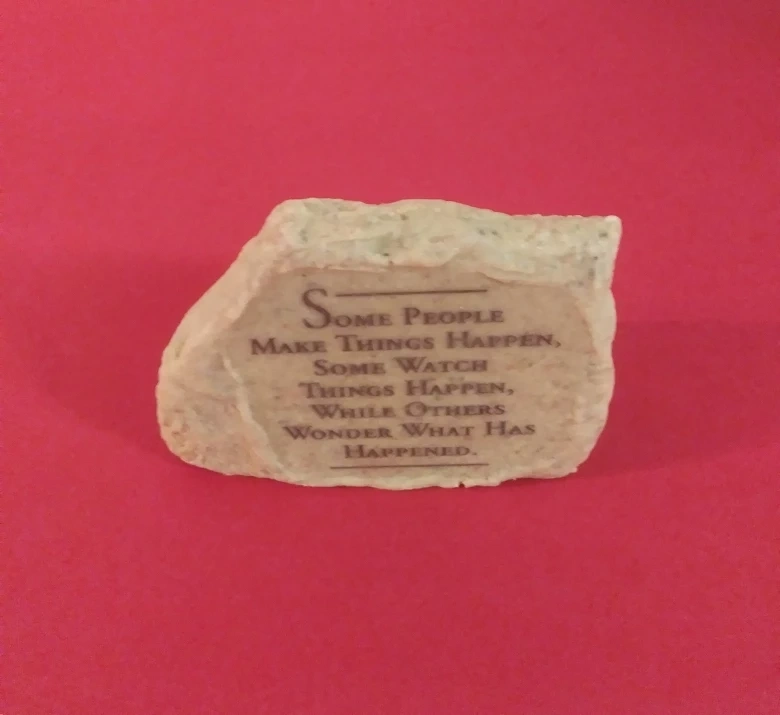 Some People
Make Things Happen,
Some Watch
Things Happen,
While Others
Wonder What Has
Happened.